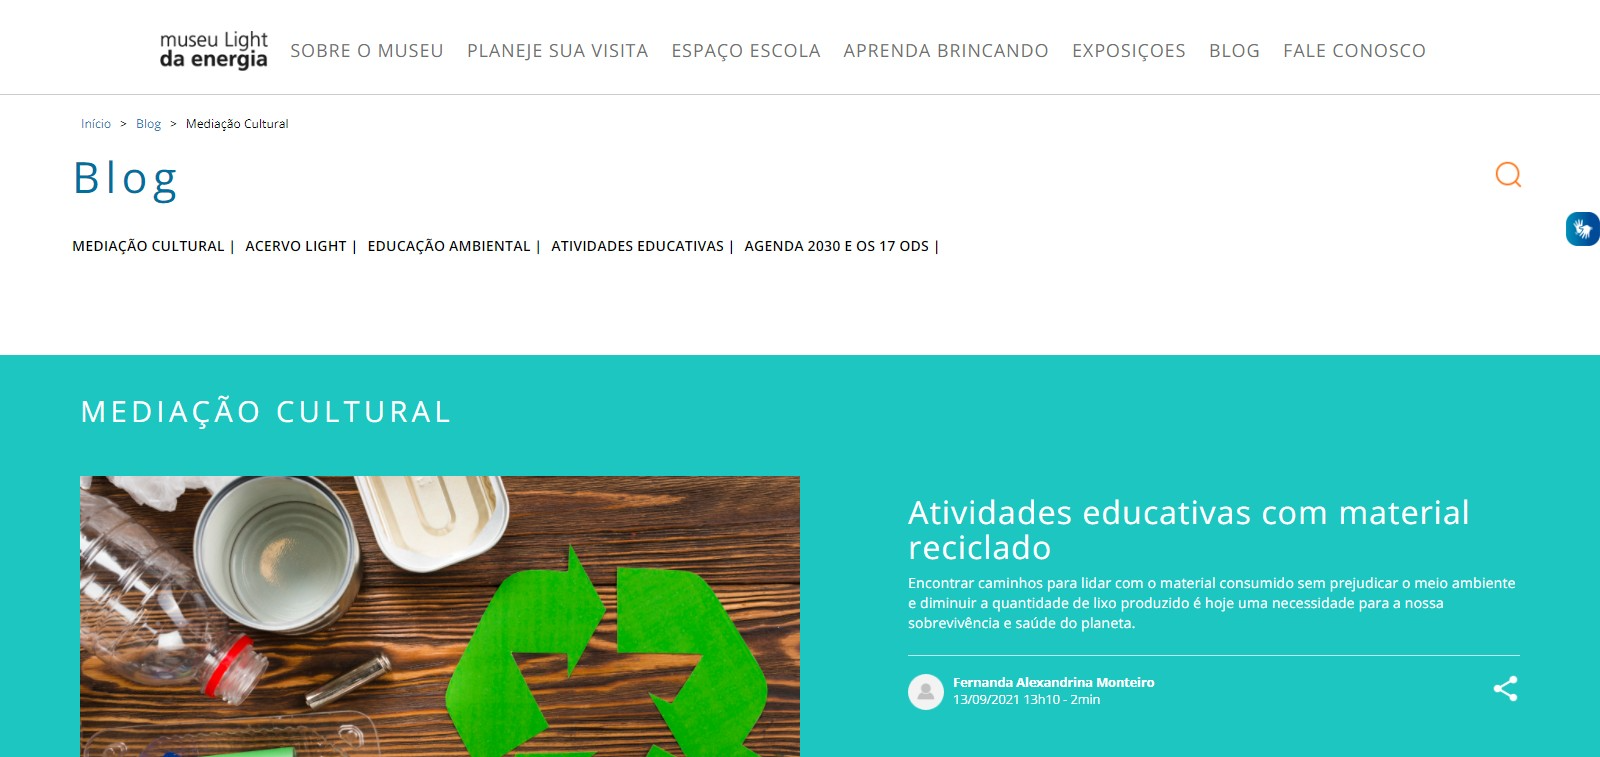 museu Light
da energia
SOBRE O MUSEU PLANEJE SUA VISITA ESPAÇO ESCOLA APRENDA BRINCANDO EXPOSIÇOES BLOG FALE CONOSCO
Início > Blog > Mediação Cultural
Blog
MEDIAÇÃO CULTURAL | ACERVO LIGHT | EDUCAÇÃO AMBIENTAL | ATIVIDADES EDUCATIVAS | AGENDA 2030 E OS 17 ODS |
MEDIAÇÃO CULTURAL
Atividades educativas com material
reciclado
Encontrar caminhos para lidar com o material consumido sem prejudicar o meio ambiente
e diminuir a quantidade de lixo produzido é hoje uma necessidade para a nossa
sobrevivência e saúde do planeta.
Fernanda Alexandrina Monteiro
13/09/2021 13h10 - 2min